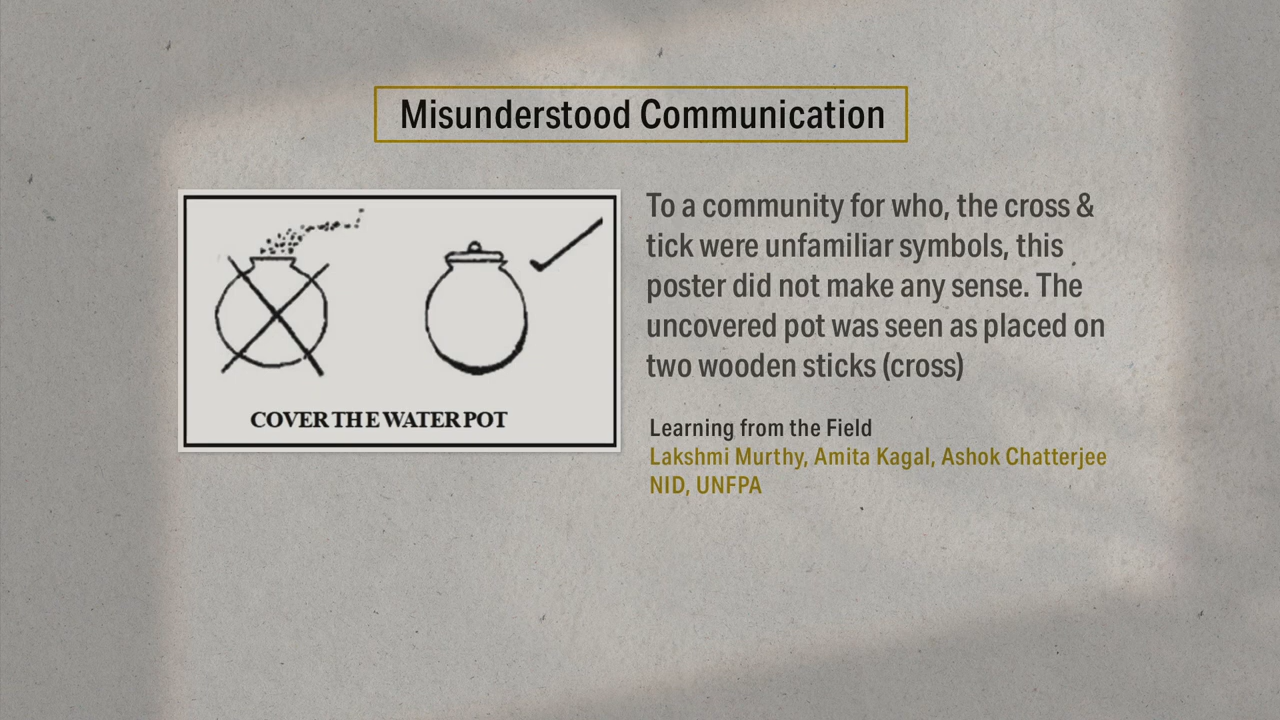 Misunderstood Communication
COVER THE WATER POT
To a community for who, the cross &
tick were unfamiliar symbols, this
poster did not make any sense. The
uncovered pot was seen as placed on
two wooden sticks (cross)
Learning from the Field
Lakshmi Murthy, Amita Kagal, Ashok Chatterjee
NID, UNFPA